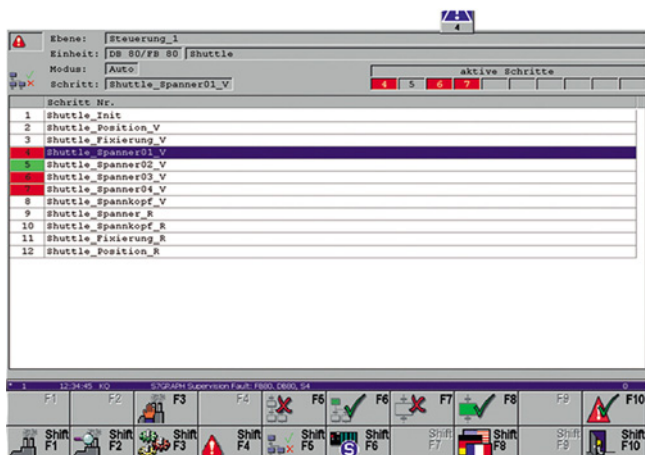 4
Ebene: Steuerung_1
Einheit: DB 80/FB 80 Shuttle
Modus: Auto
aktive Schritte
Schritt: Shuttle_Spanner01_V
4 5 6 7
Schritt Nr.
1 Shuttle_Init
2 Shuttle_Position_V
3 Shuttle_Fixierung_V
4 Shuttle_Spanner01_V
5 Shuttle_Spanner02_V
6 Shuttle_Spanner03_V
7 Shuttle_Spanner04_V
8 Shuttle_Spannkopf_V
9 Shuttle_Spanner_R
10 Shuttle_Spannkopf_R
11 Shuttle_Fixierung_R
12 Shuttle_Position_R
* 1 12:34:45 KQ S7GRAPH Supervision Fault: FB80, DB80, S4 0
F1 F2 F3 F4 F5 F6 F7 F8 F9 F10
Shift Shift Shift Shift Shift Shift Shift Shift Shift Shift
F1 F2 F3 F4 F5 S F6 F7 F8 F9 F10